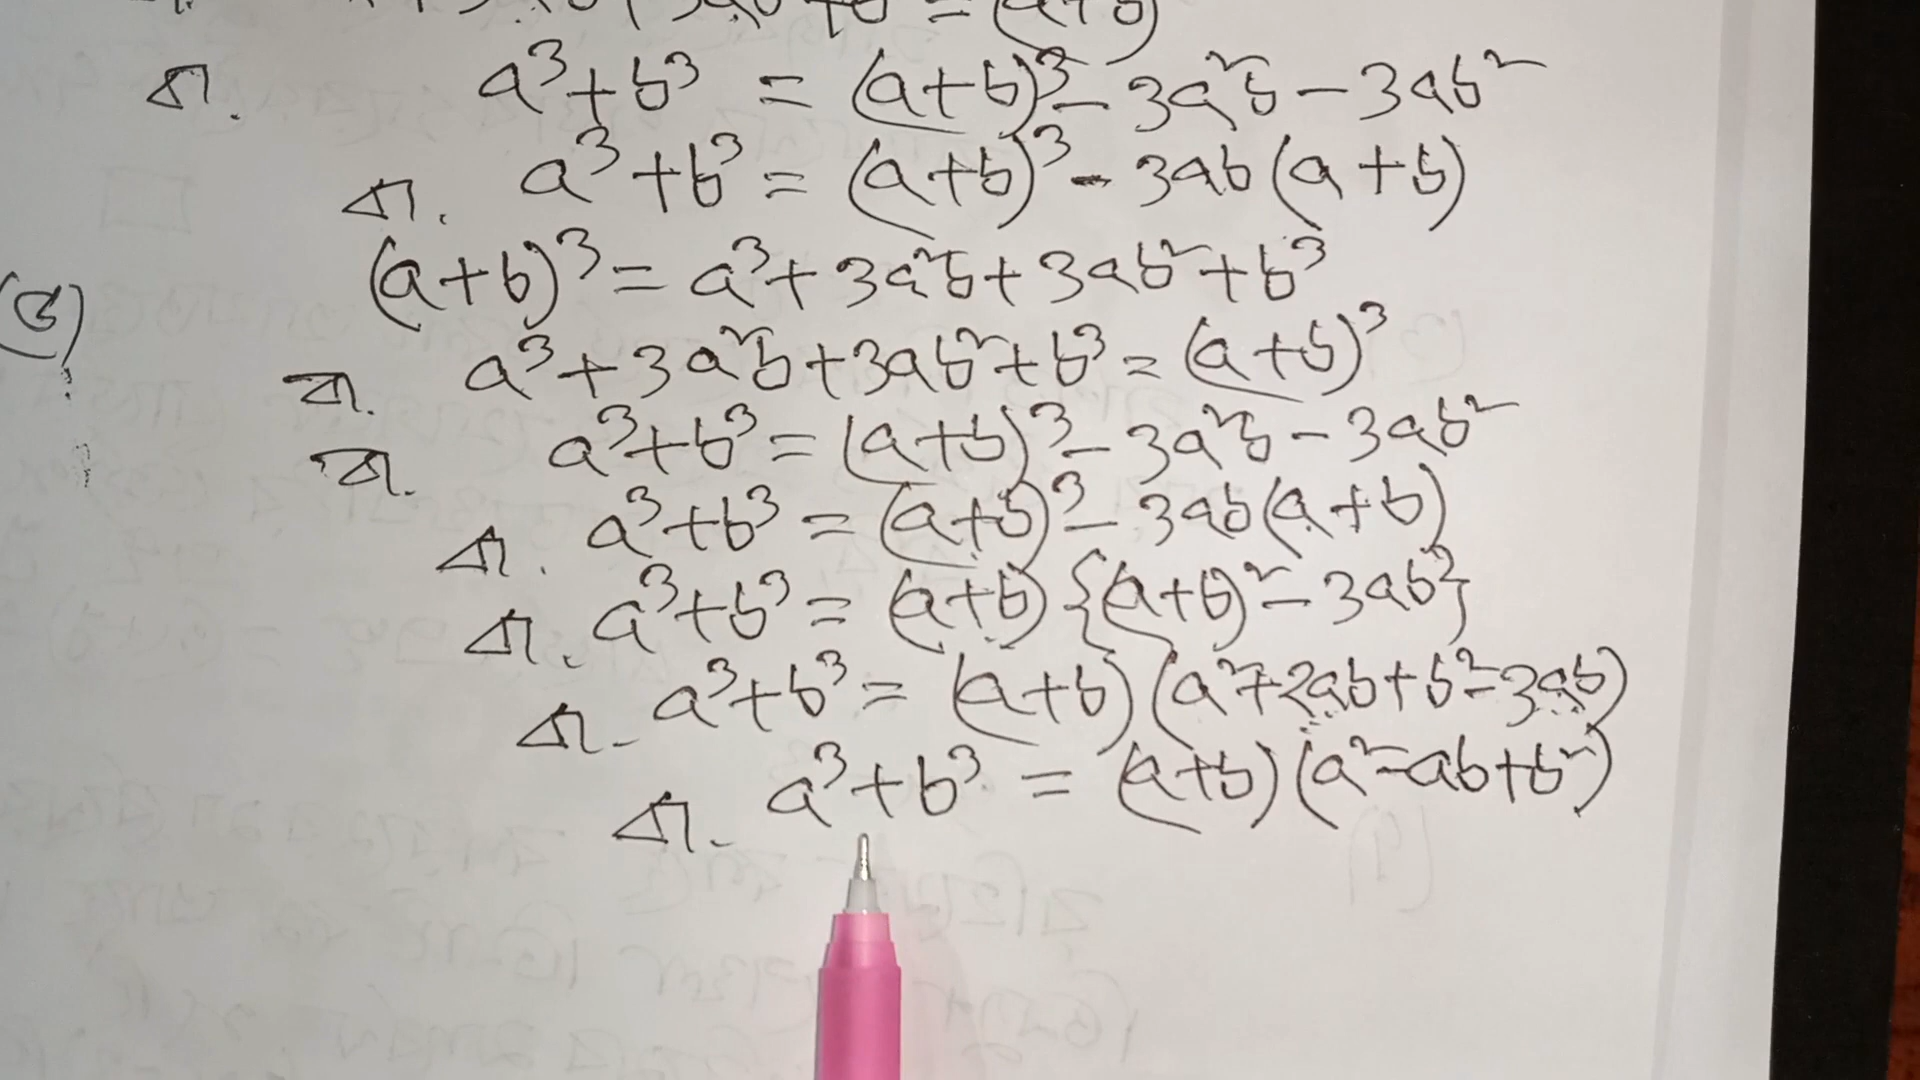 = (a+b)
বা. a³+b³ = (a+b)³ - 3a²b - 3ab²
বা. a³+b³ = (a+b)³ - 3ab(a+b)
(a+b)³ = a³+3a²b+3ab²+b³
বা. a³+3a²b+3ab²+b³ = (a+b)³
বা. a³+b³ = (a+b)³ - 3a²b - 3ab²
বা. a³+b³ = (a+b)³ - 3ab(a+b)
বা. a³+b³ = (a+b){(a+b)² - 3ab}
বা. a³+b³ = (a+b)(a²+2ab+b²-3ab)
বা. a³+b³ = (a+b)(a²-ab+b²)